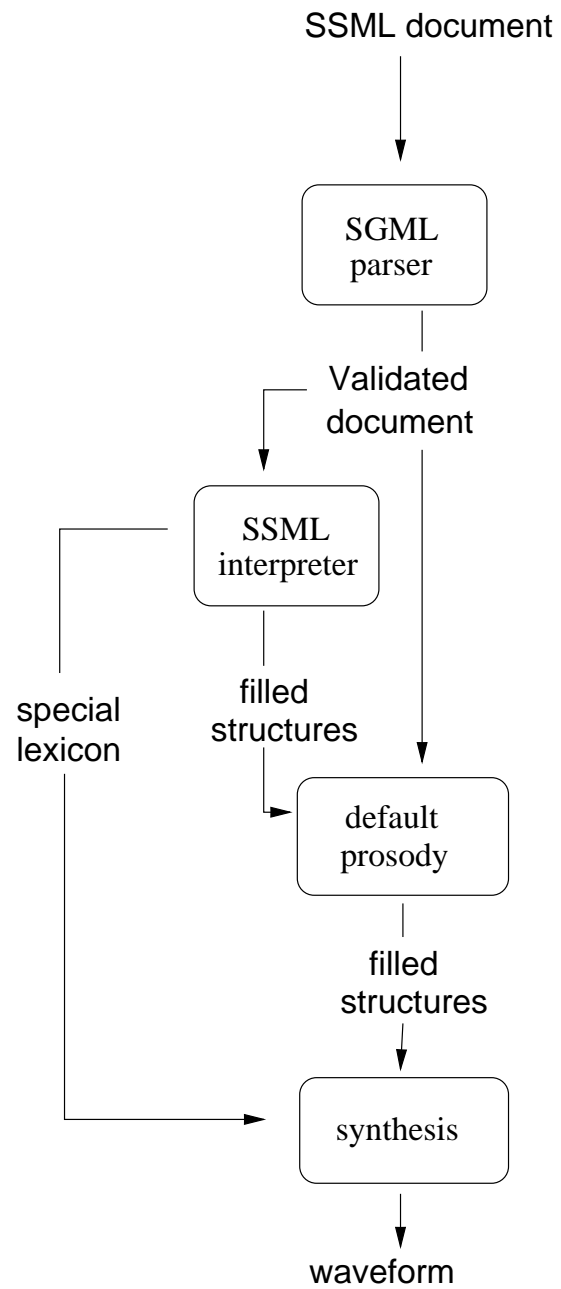 SSML document
SGML
parser
Validated
document
SSML
interpreter
special
lexicon
filled
structures
default
prosody
filled
structures
synthesis
waveform